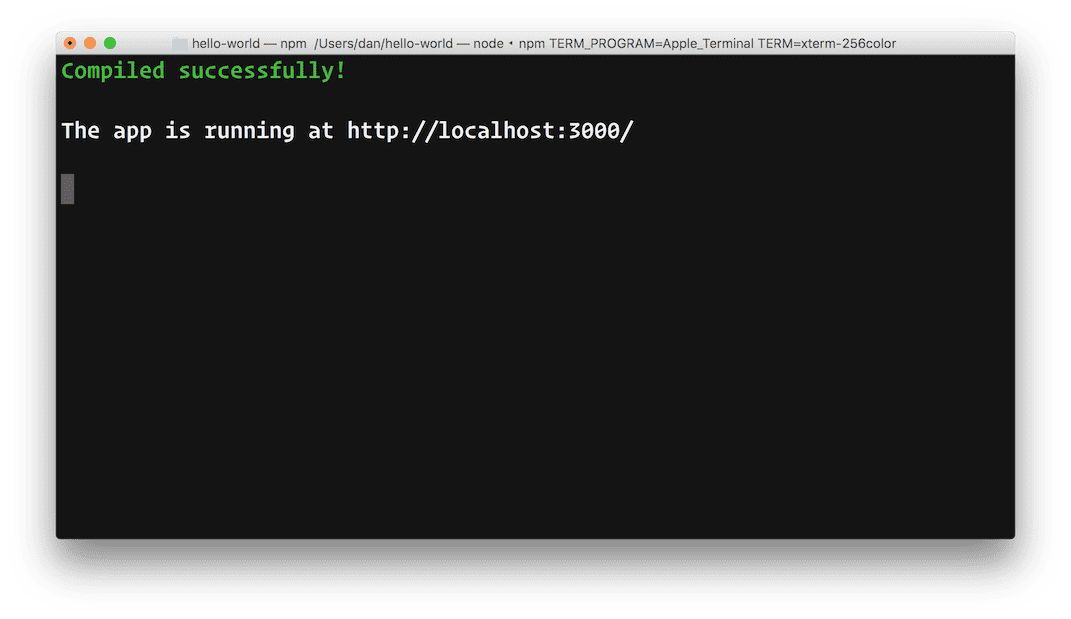 hello-world — npm  /Users/dan/hello-world — node • npm TERM_PROGRAM=Apple_Terminal TERM=xterm-256color
Compiled successfully!
The app is running at http://localhost:3000/